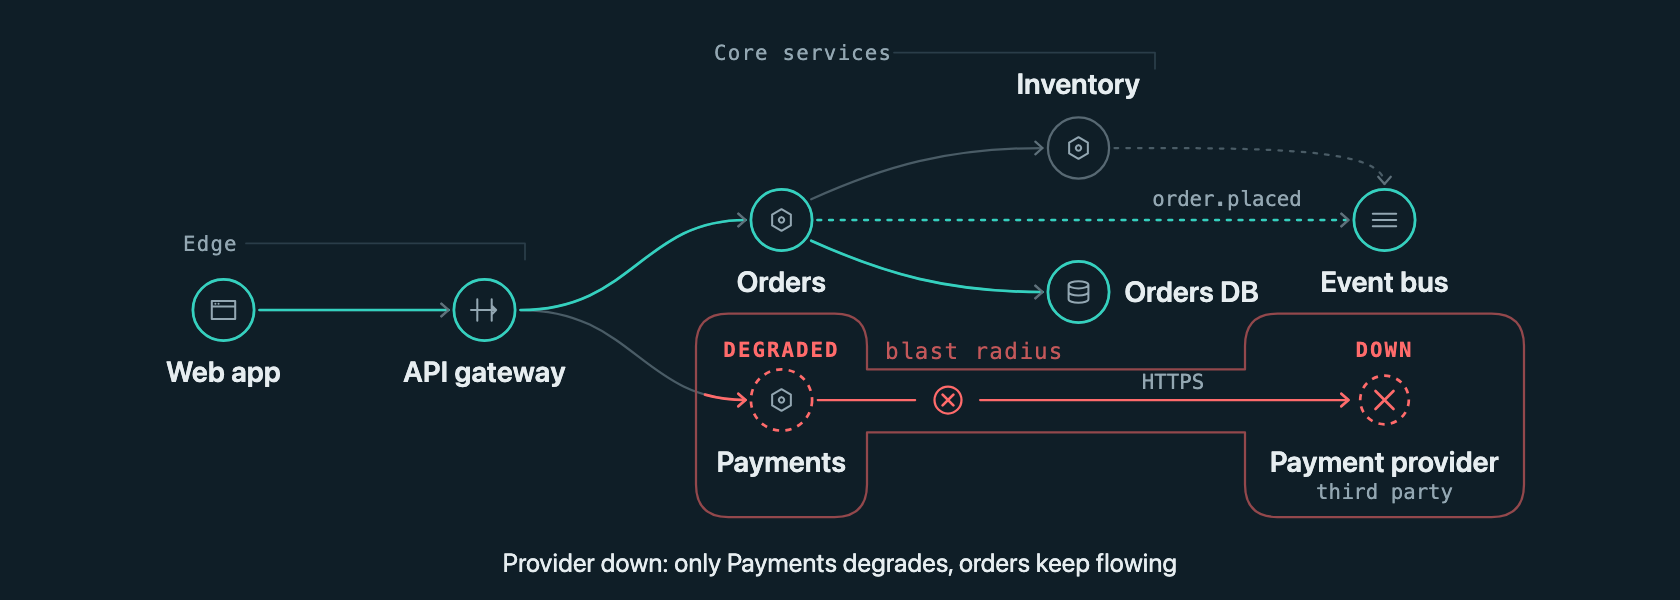 Core services
Inventory
order.placed
Edge
Orders
Orders DB
Event bus
Web app
API gateway
DEGRADED
blast radius
DOWN
HTTPS
Payments
Payment provider
third party
Provider down: only Payments degrades, orders keep flowing